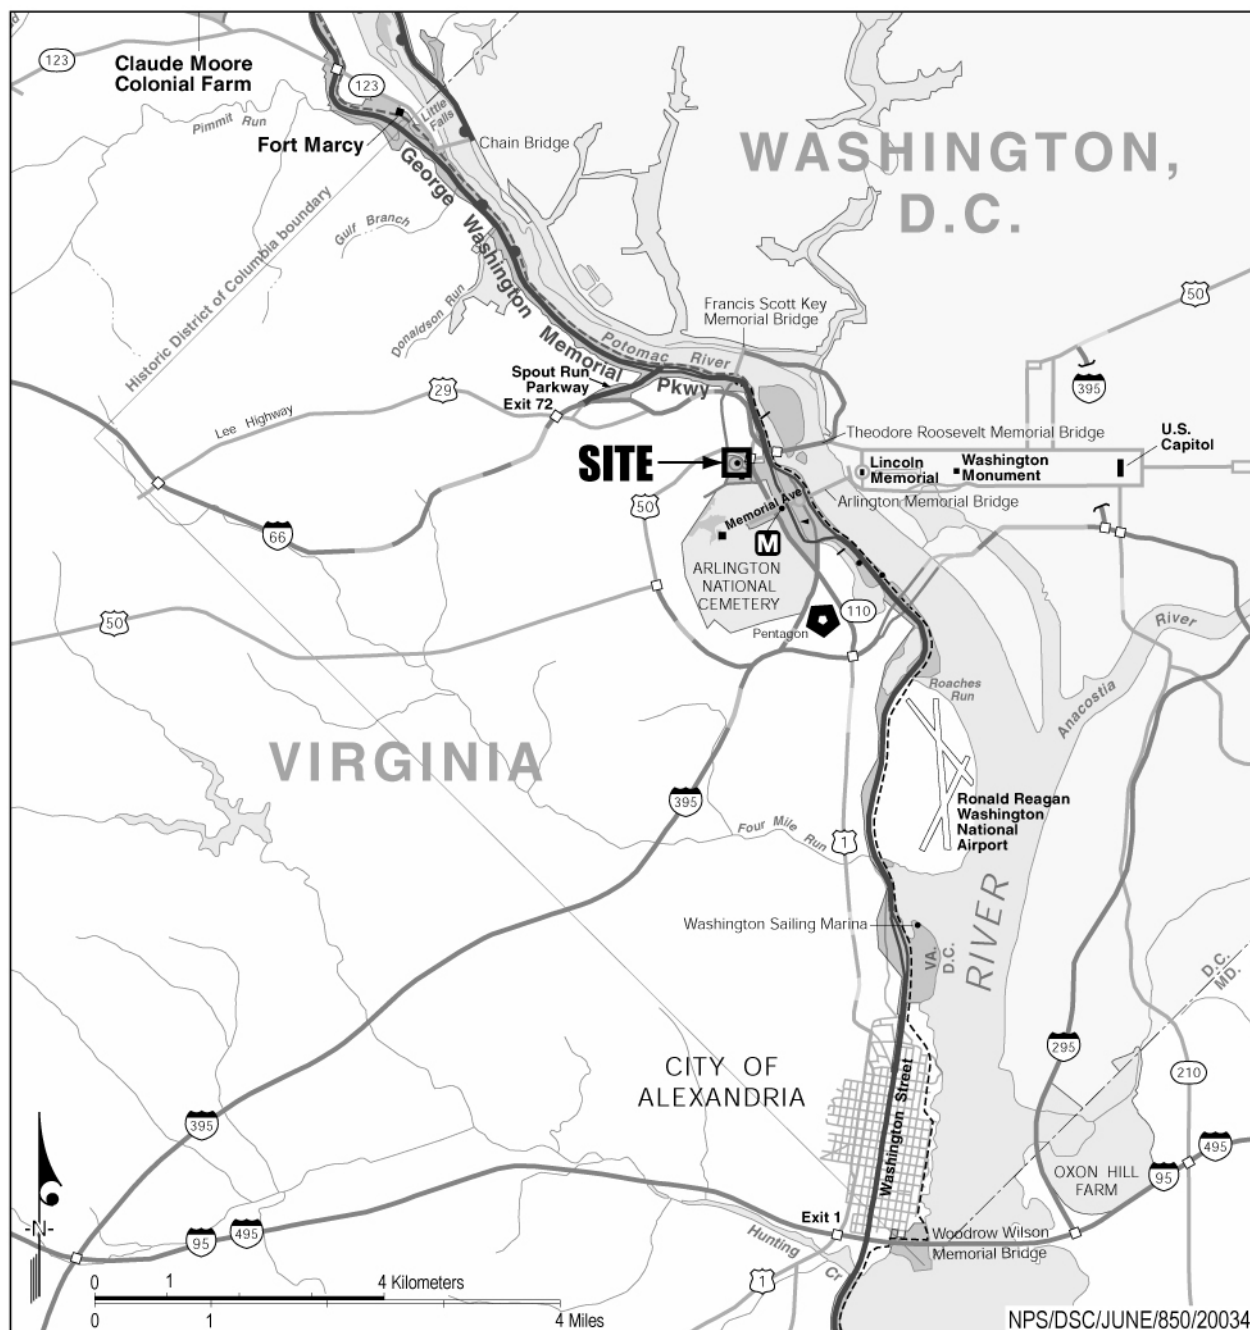 123
Claude Moore
Colonial Farm
123
Little
Falls
Pimmit Run
Fort Marcy
Chain Bridge
WASHINGTON,
D.C.
George Washington Memorial Pkwy
Historic District of Columbia boundary
Gulf Branch
Donaldson Run
50
Francis Scott Key
Memorial Bridge
Potomac River
Spout Run
Parkway
Exit 72
29
395
Lee Highway
Theodore Roosevelt Memorial Bridge
U.S.
Capitol
SITE
Lincoln
Memorial
Washington
Monument
50
Memorial Ave
Arlington Memorial Bridge
66
M
ARLINGTON
NATIONAL
CEMETERY
50
110
Pentagon
River
Anacostia
Roaches
Run
VIRGINIA
395
Ronald Reagan
Washington
National
Airport
Four Mile Run
1
RIVER
Washington Sailing Marina
VA.
D.C.
D.C.
MD.
295
CITY OF
ALEXANDRIA
Washington Street
210
395
495
OXON HILL
FARM
95
Exit 1
Woodrow Wilson
Memorial Bridge
-N-
95
495
Hunting Cr
1
0 1 4 Kilometers
0 1 4 Miles
NPS/DSC/JUNE/850/20034